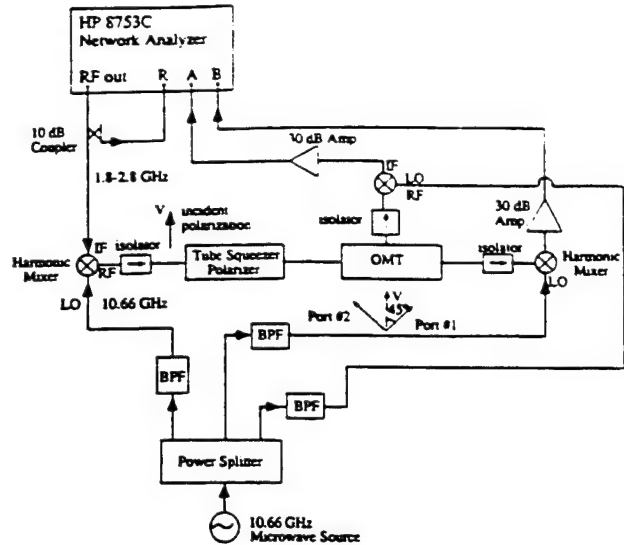 HP 8753C
Network Analyzer
RF out R A B
10 dB
Coupler
30 dB Amp
1.8-2.8 GHz
IF
LO
RF
30 dB
Amp
V
incident
polarization
isolator
isolator
isolator
IF
RF
Harmonic
Mixer
Tube Squeezer
Polarizer
OMT
Harmonic
Mixer
LO
LO
10.66 GHz
V
45°
Port #2
Port #1
BPF
BPF
BPF
Power Splitter
10.66 GHz
Microwave Source